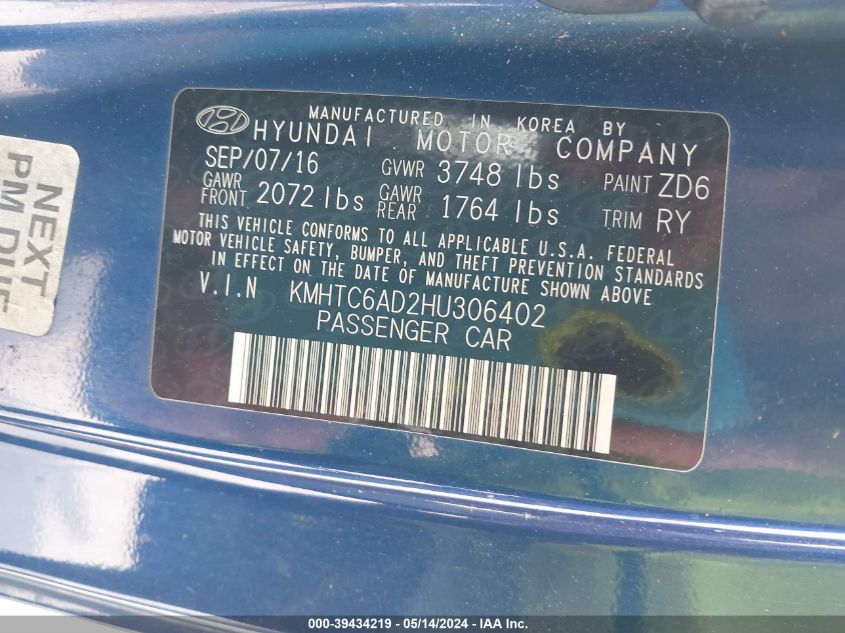 MANUFACTURED IN KOREA BY
HYUNDAI MOTOR COMPANY
SEP/07/16 GVWR 3748 lbs PAINT ZD6
GAWR FRONT 2072 lbs GAWR REAR 1764 lbs TRIM RY
THIS VEHICLE CONFORMS TO ALL APPLICABLE U.S.A. FEDERAL
MOTOR VEHICLE SAFETY, BUMPER, AND THEFT PREVENTION STANDARDS
IN EFFECT ON THE DATE OF MANUFACTURE SHOWN ABOVE
V.I.N KMHTC6AD2HU306402
PASSENGER CAR
NEXT
PM DUE
000-39434219 - 05/14/2024 - IAA Inc.